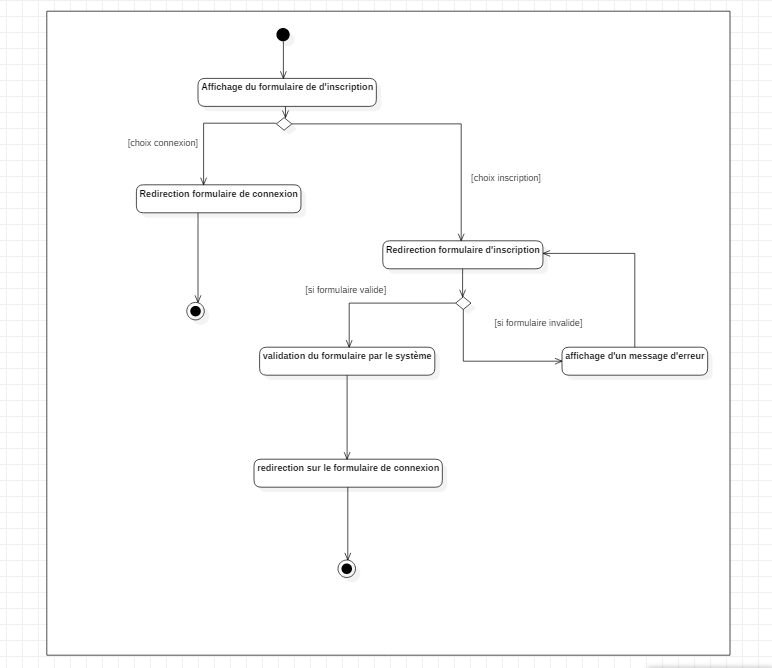 Affichage du formulaire de d'inscription
[choix connexion]
[choix inscription]
Redirection formulaire de connexion
Redirection formulaire d'inscription
[si formulaire valide]
[si formulaire invalide]
validation du formulaire par le système
affichage d'un message d'erreur
redirection sur le formulaire de connexion